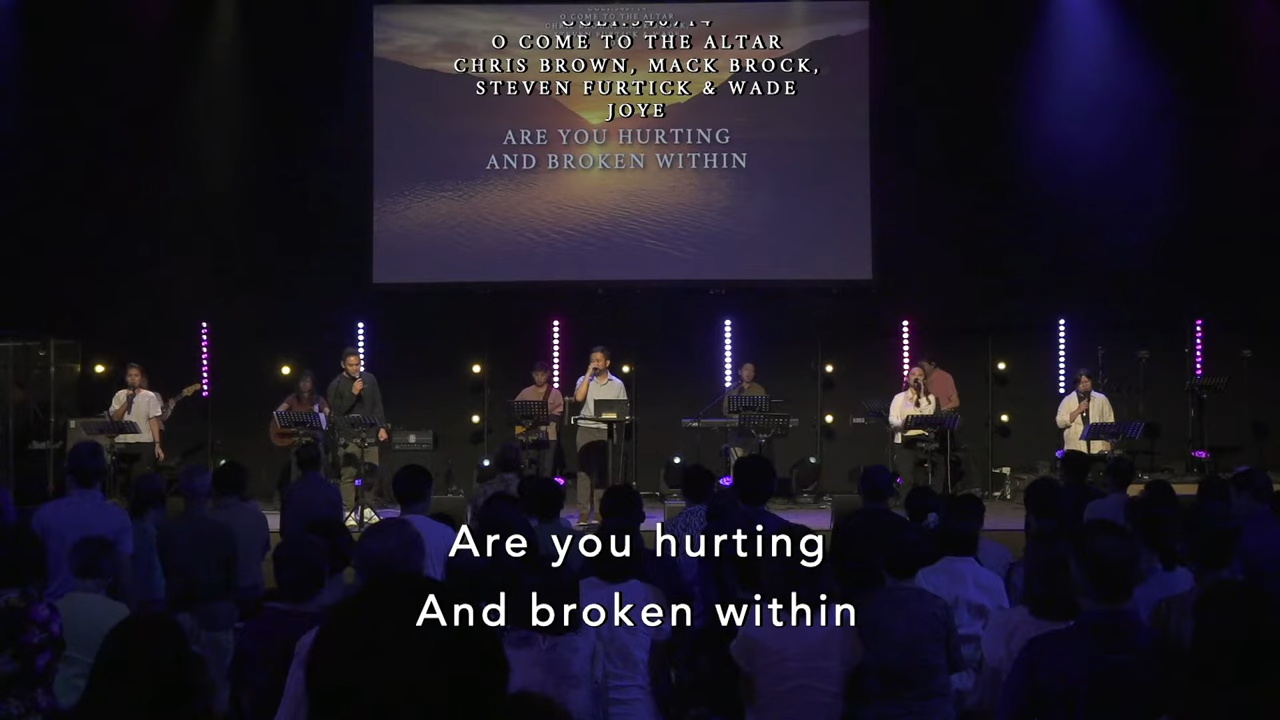 O COME TO THE ALTAR
CHRIS BROWN, MACK BROCK,
STEVEN FURTICK & WADE
JOYE
ARE YOU HURTING
AND BROKEN WITHIN
Are you hurting
And broken within